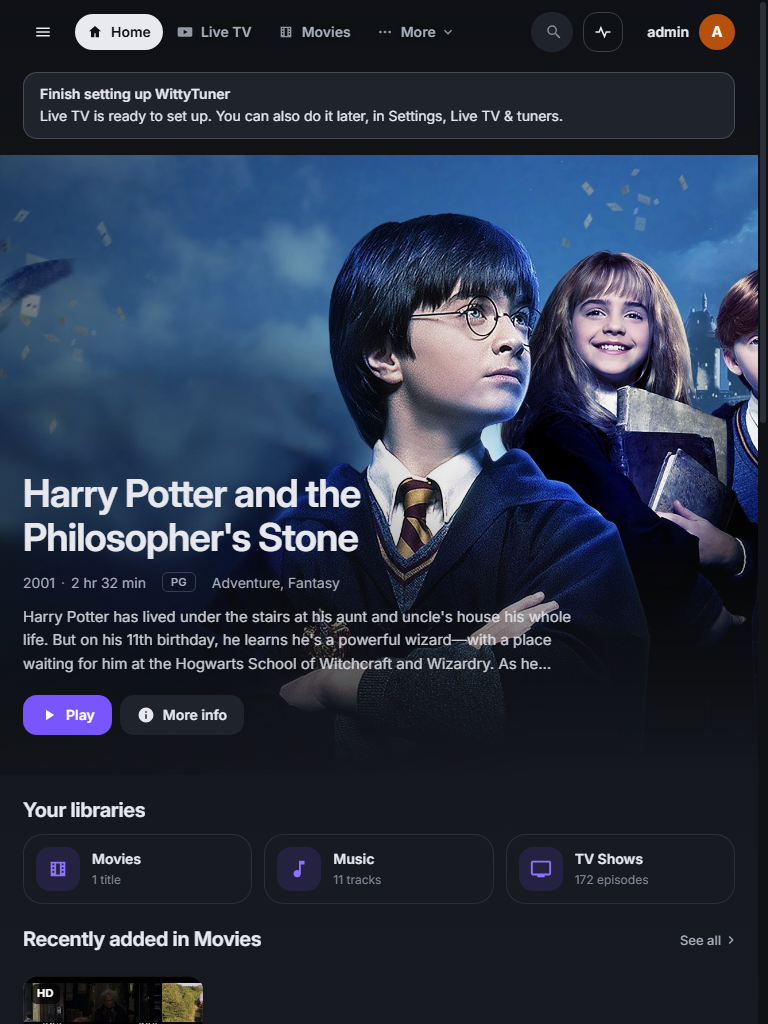 Home
Live TV
Movies
More
admin
A
Finish setting up WittyTuner
Live TV is ready to set up. You can also do it later, in Settings, Live TV & tuners.
Harry Potter and the
Philosopher's Stone
2001 · 2 hr 32 min PG Adventure, Fantasy
Harry Potter has lived under the stairs at his aunt and uncle's house his whole
life. But on his 11th birthday, he learns he's a powerful wizard—with a place
waiting for him at the Hogwarts School of Witchcraft and Wizardry. As he...
Play
More info
Your libraries
Movies
1 title
Music
11 tracks
TV Shows
172 episodes
Recently added in Movies
See all
HD